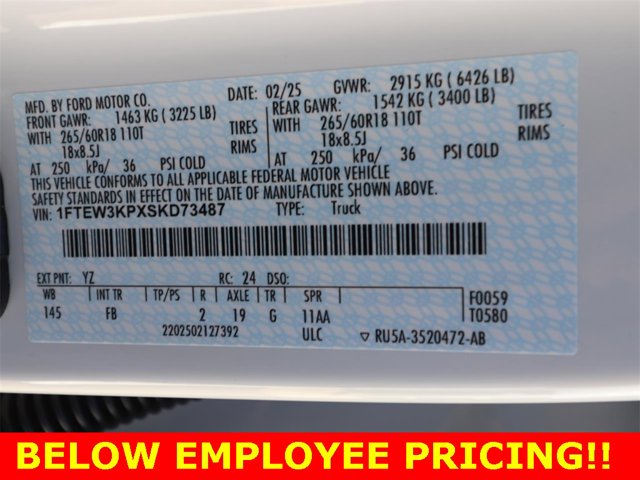 MFD. BY FORD MOTOR CO. DATE: 02/25 GVWR: 2915 KG ( 6426 LB)
FRONT GAWR: 1463 KG ( 3225 LB) REAR GAWR: 1542 KG ( 3400 LB)
WITH 265/60R18 110T TIRES WITH 265/60R18 110T TIRES
18x8.5J RIMS 18x8.5J RIMS
AT 250 kPa/ 36 PSI COLD AT 250 kPa/ 36 PSI COLD
THIS VEHICLE CONFORMS TO ALL APPLICABLE FEDERAL MOTOR VEHICLE
SAFETY STANDARDS IN EFFECT ON THE DATE OF MANUFACTURE SHOWN ABOVE.
VIN: 1FTEW3KPXSKD73487 TYPE: Truck
EXT PNT: YZ RC: 24 DSO:
WB INT TR TP/PS R AXLE TR SPR F0059
145 FB 2 19 G 11AA T0580
2202502127392 ULC ▽ RU5A-3520472-AB
BELOW EMPLOYEE PRICING!!